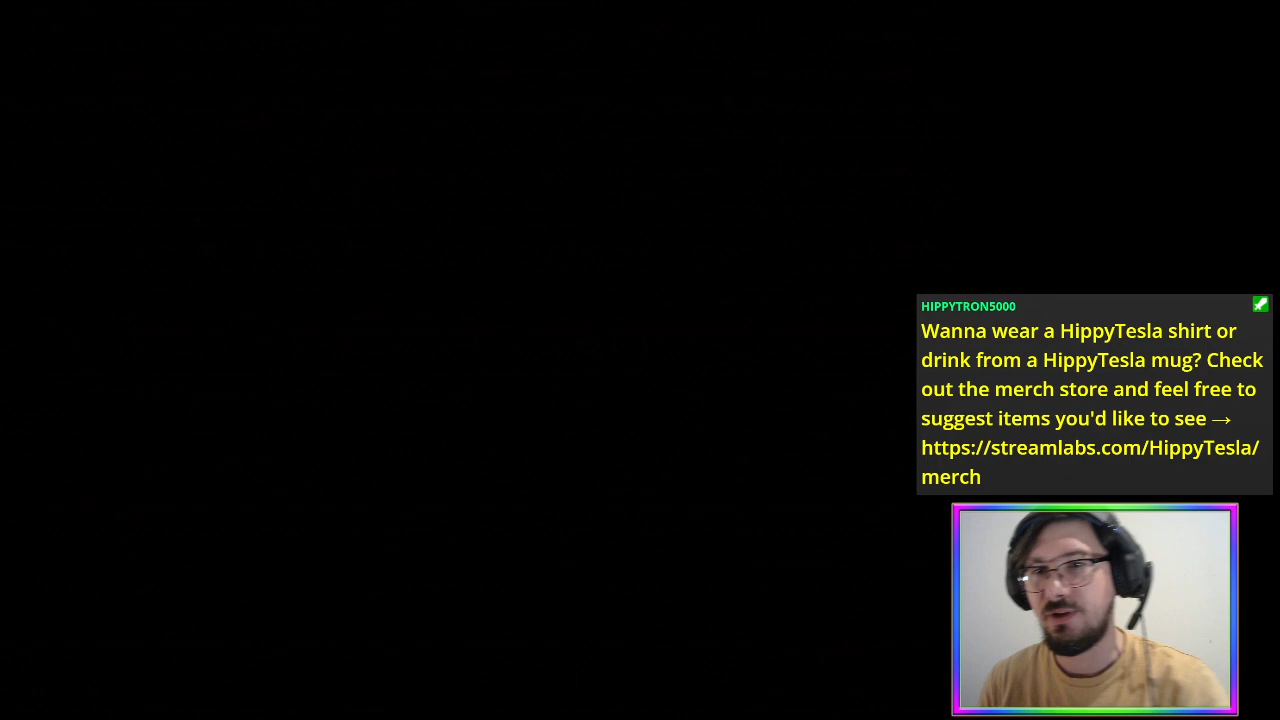 HIPPYTRON5000
Wanna wear a HippyTesla shirt or
drink from a HippyTesla mug? Check
out the merch store and feel free to
suggest items you'd like to see →
https://streamlabs.com/HippyTesla/
merch